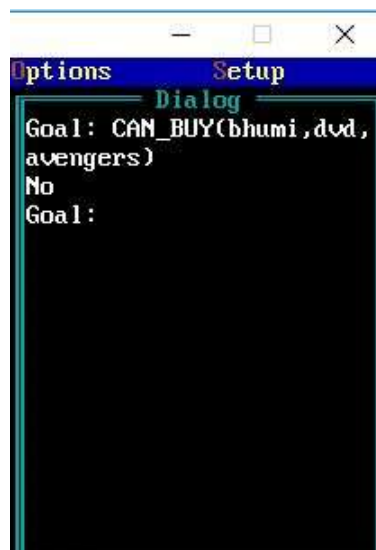 Options Setup
Dialog
Goal: CAN_BUY(bhumi,dvd,
avengers)
No
Goal: